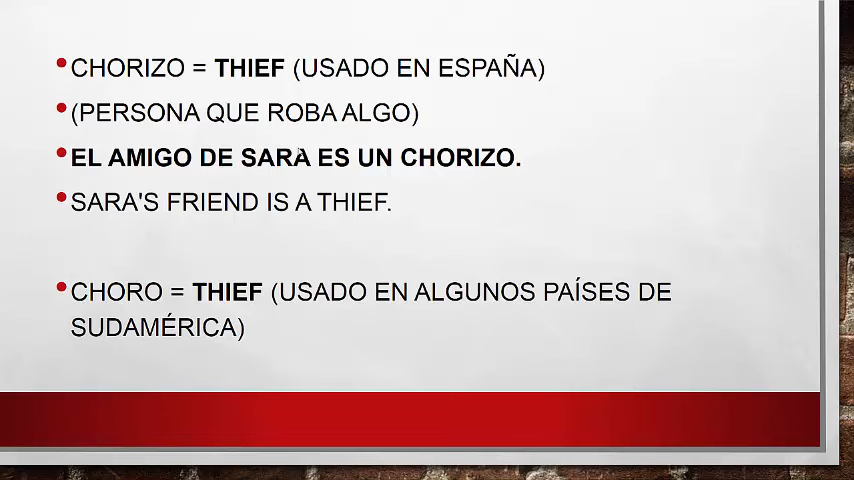 •CHORIZO = THIEF (USADO EN ESPAÑA)
•(PERSONA QUE ROBA ALGO)
•EL AMIGO DE SARA ES UN CHORIZO.
•SARA'S FRIEND IS A THIEF.
•CHORO = THIEF (USADO EN ALGUNOS PAÍSES DE
SUDAMÉRICA)